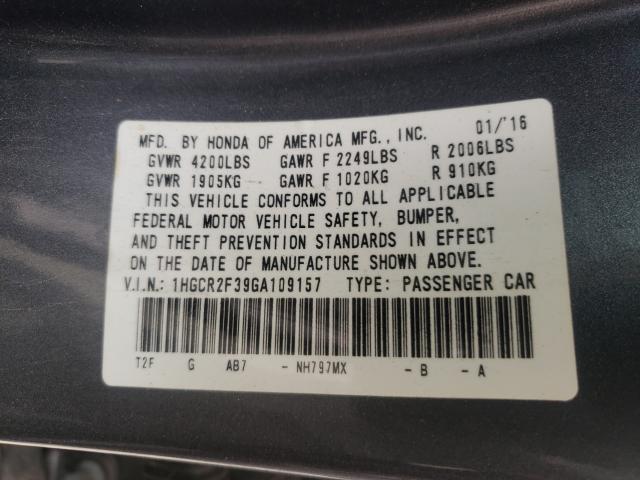 MFD. BY HONDA OF AMERICA MFG., INC. 01/'16
GVWR 4200LBS GAWR F 2249LBS R 2006LBS
GVWR 1905KG GAWR F 1020KG R 910KG
THIS VEHICLE CONFORMS TO ALL APPLICABLE
FEDERAL MOTOR VEHICLE SAFETY, BUMPER,
AND THEFT PREVENTION STANDARDS IN EFFECT
ON THE DATE OF MANUFACTURE SHOWN ABOVE.
V.I.N.: 1HGCR2F39GA109157 TYPE: PASSENGER CAR
T2F G AB7 - NH797MX - B - A